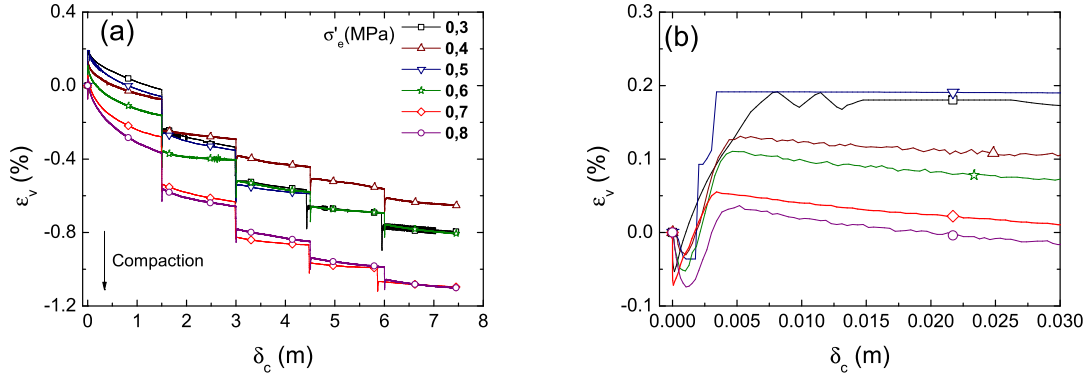 (a)
σ'e(MPa)
0,3
0,4
0,5
0,6
0,7
0,8
Compaction
εv (%)
0.4
0.0
-0.4
-0.8
-1.2
0 1 2 3 4 5 6 7 8
δc (m)
(b)
εv (%)
0.3
0.2
0.1
0.0
-0.1
0.000 0.005 0.010 0.015 0.020 0.025 0.030
δc (m)